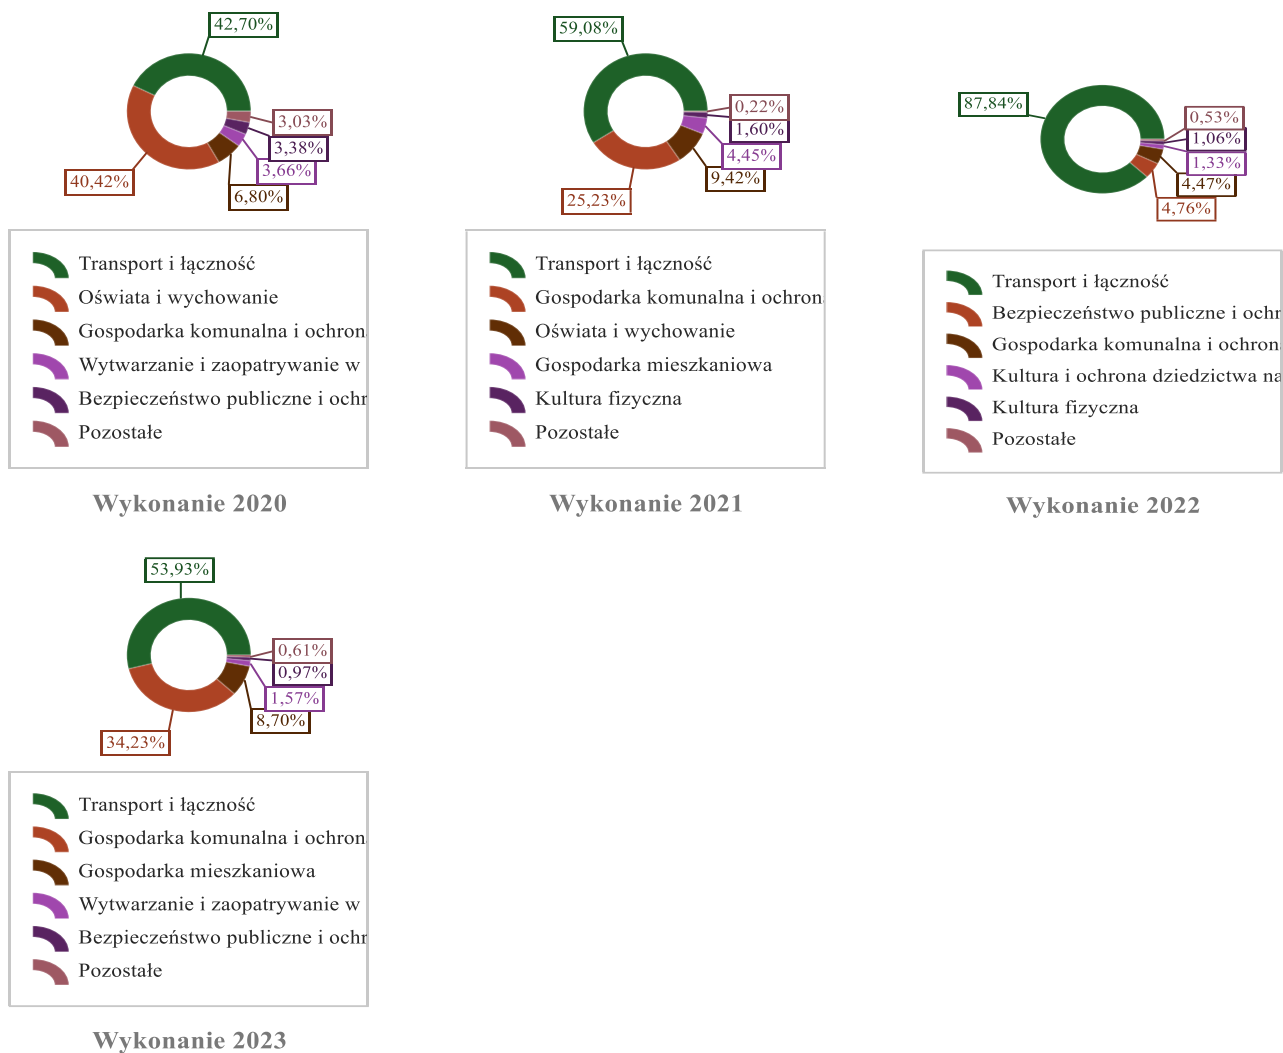 42,70%
3,03%
3,38%
3,66%
6,80%
40,42%
Transport i łączność
Oświata i wychowanie
Gospodarka komunalna i ochrona
Wytwarzanie i zaopatrywanie w
Bezpieczeństwo publiczne i ochr
Pozostałe
Wykonanie 2020
59,08%
0,22%
1,60%
4,45%
9,42%
25,23%
Transport i łączność
Gospodarka komunalna i ochrona
Oświata i wychowanie
Gospodarka mieszkaniowa
Kultura fizyczna
Pozostałe
Wykonanie 2021
87,84%
0,53%
1,06%
1,33%
4,47%
4,76%
Transport i łączność
Bezpieczeństwo publiczne i ochr
Gospodarka komunalna i ochrona
Kultura i ochrona dziedzictwa na
Kultura fizyczna
Pozostałe
Wykonanie 2022
53,93%
0,61%
0,97%
1,57%
8,70%
34,23%
Transport i łączność
Gospodarka komunalna i ochrona
Gospodarka mieszkaniowa
Wytwarzanie i zaopatrywanie w
Bezpieczeństwo publiczne i ochr
Pozostałe
Wykonanie 2023